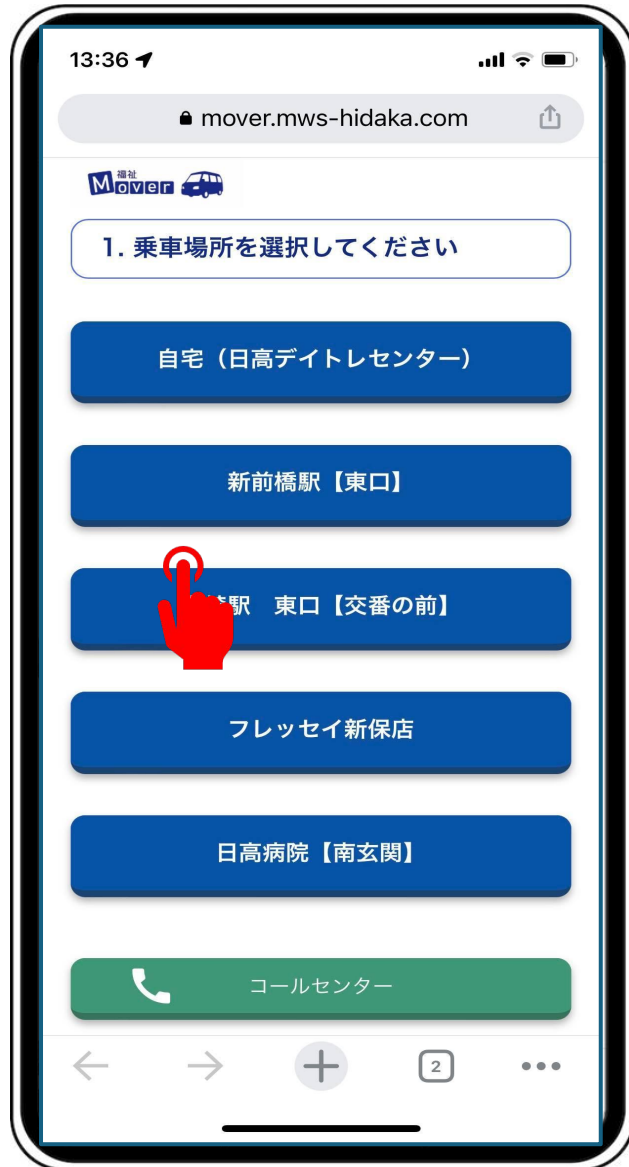 13:36
mover.mws-hidaka.com
福祉
Mover
1. 乗車場所を選択してください
自宅（日高デイトレセンター）
新前橋駅【東口】
駅　東口【交番の前】
フレッセイ新保店
日高病院【南玄関】
コールセンター
2